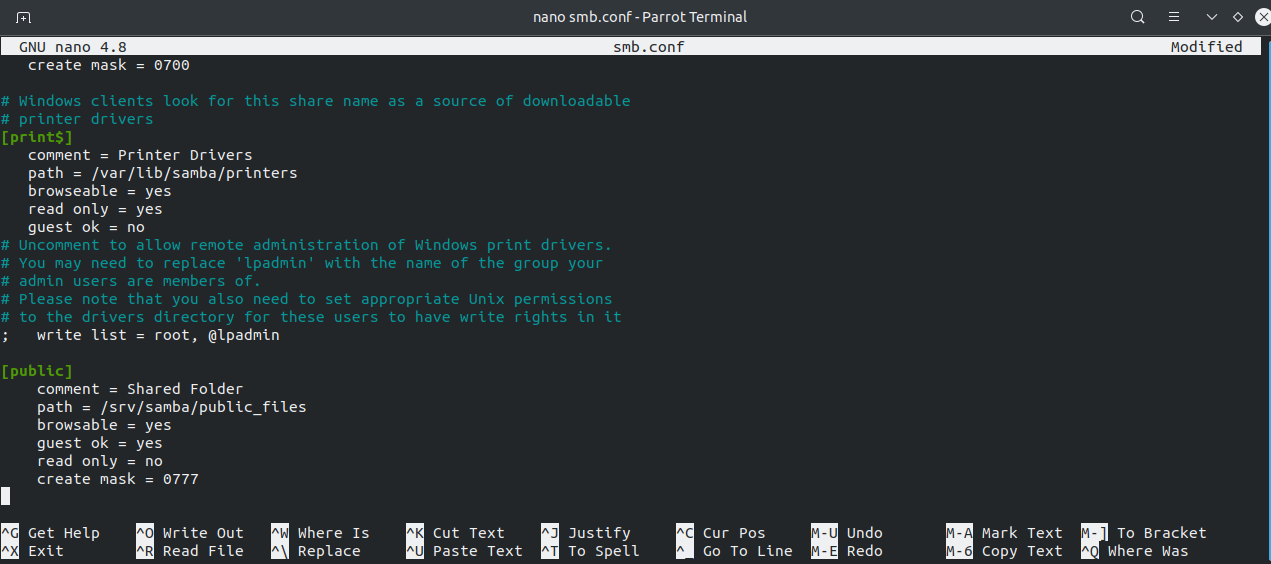 nano smb.conf - Parrot Terminal
GNU nano 4.8 smb.conf Modified
create mask = 0700
# Windows clients look for this share name as a source of downloadable
# printer drivers
[print$]
comment = Printer Drivers
path = /var/lib/samba/printers
browseable = yes
read only = yes
guest ok = no
# Uncomment to allow remote administration of Windows print drivers.
# You may need to replace 'lpadmin' with the name of the group your
# admin users are members of.
# Please note that you also need to set appropriate Unix permissions
# to the drivers directory for these users to have write rights in it
;   write list = root, @lpadmin
[public]
comment = Shared Folder
path = /srv/samba/public_files
browsable = yes
guest ok = yes
read only = no
create mask = 0777
^G Get Help ^O Write Out ^W Where Is ^K Cut Text ^J Justify ^C Cur Pos M-U Undo M-A Mark Text M-] To Bracket
^X Exit ^R Read File ^\ Replace ^U Paste Text ^T To Spell ^_ Go To Line M-E Redo M-6 Copy Text ^Q Where Was